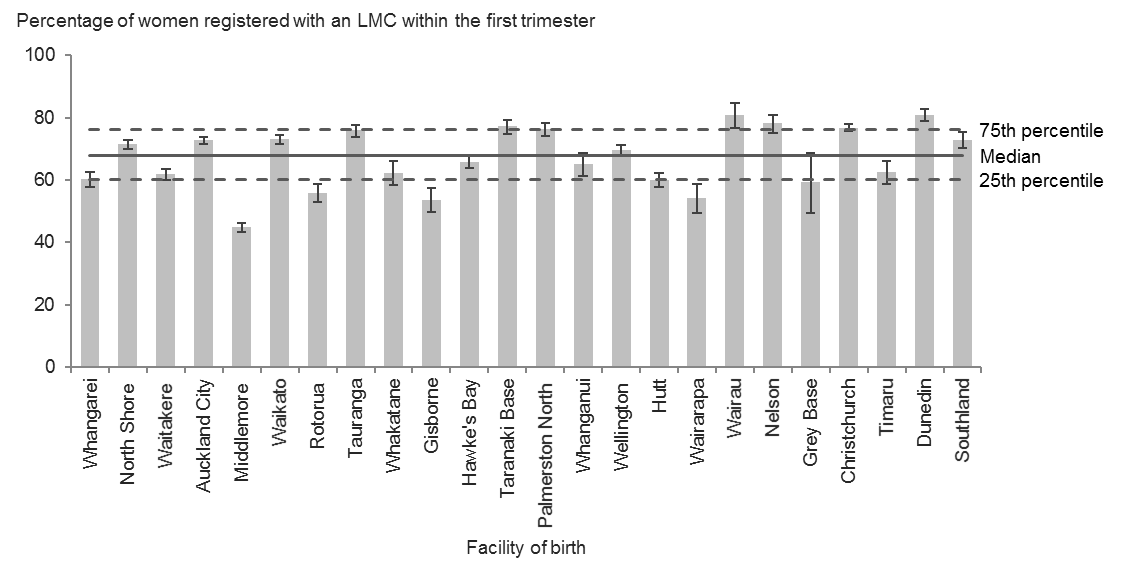 Percentage of women registered with an LMC within the first trimester
100
80
60
40
20
0
75th percentile
Median
25th percentile
Whangarei
North Shore
Waitakere
Auckland City
Middlemore
Waikato
Rotorua
Tauranga
Whakatane
Gisborne
Hawke's Bay
Taranaki Base
Palmerston North
Whanganui
Wellington
Hutt
Wairarapa
Wairau
Nelson
Grey Base
Christchurch
Timaru
Dunedin
Southland
Facility of birth